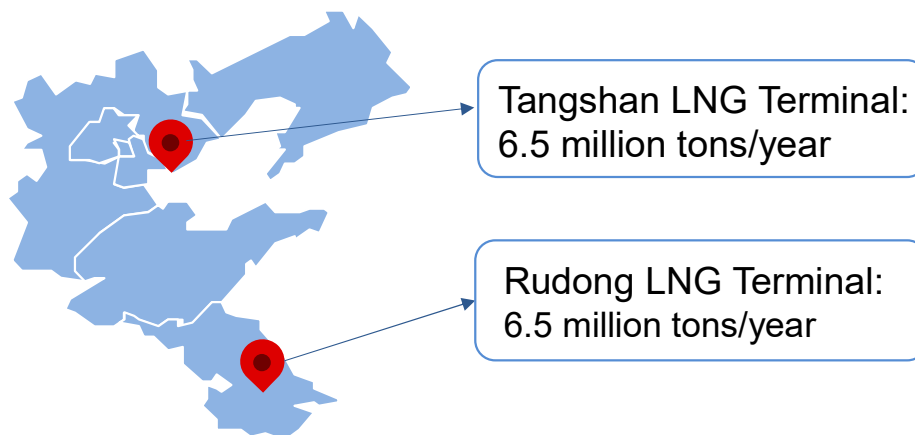 Tangshan LNG Terminal:
6.5 million tons/year
Rudong LNG Terminal:
6.5 million tons/year